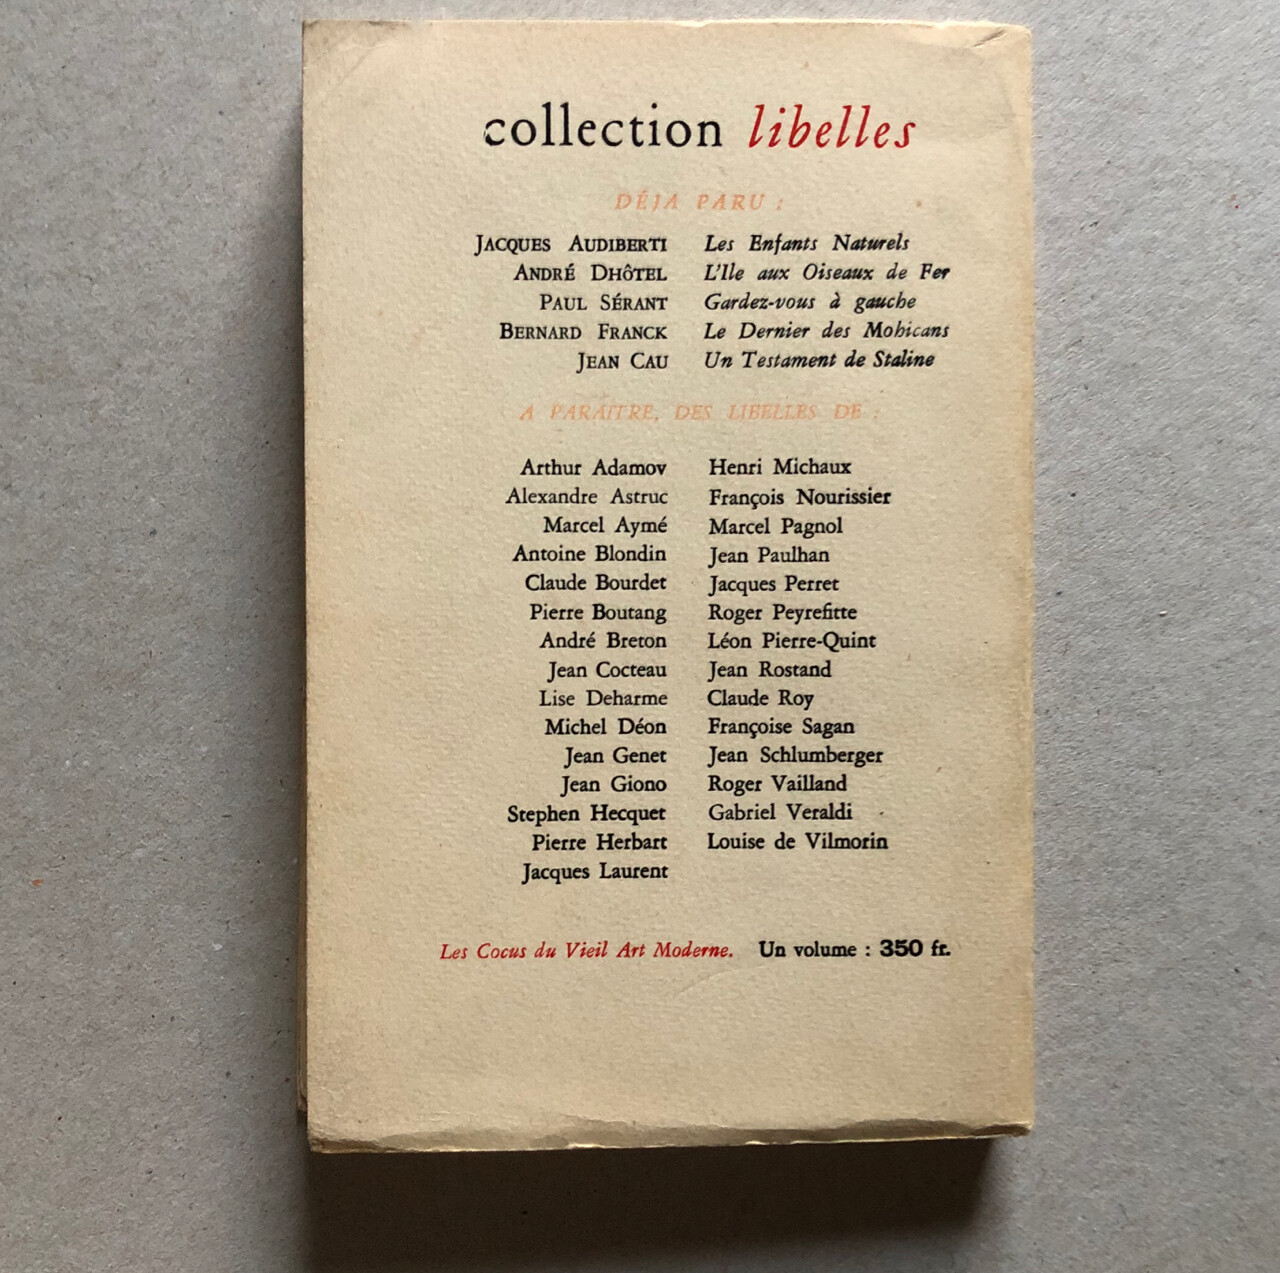 collection libelles
DÉJA PARU :
JACQUES AUDIBERTI Les Enfants Naturels
ANDRÉ DHÔTEL L'Ile aux Oiseaux de Fer
PAUL SÉRANT Gardez-vous à gauche
BERNARD FRANCK Le Dernier des Mohicans
JEAN CAU Un Testament de Staline
A PARAITRE, DES LIBELLES DE :
Arthur Adamov Henri Michaux
Alexandre Astruc François Nourissier
Marcel Aymé Marcel Pagnol
Antoine Blondin Jean Paulhan
Claude Bourdet Jacques Perret
Pierre Boutang Roger Peyrefitte
André Breton Léon Pierre-Quint
Jean Cocteau Jean Rostand
Lise Deharme Claude Roy
Michel Déon Françoise Sagan
Jean Genet Jean Schlumberger
Jean Giono Roger Vailland
Stephen Hecquet Gabriel Veraldi
Pierre Herbart Louise de Vilmorin
Jacques Laurent
Les Cocus du Vieil Art Moderne. Un volume : 350 fr.